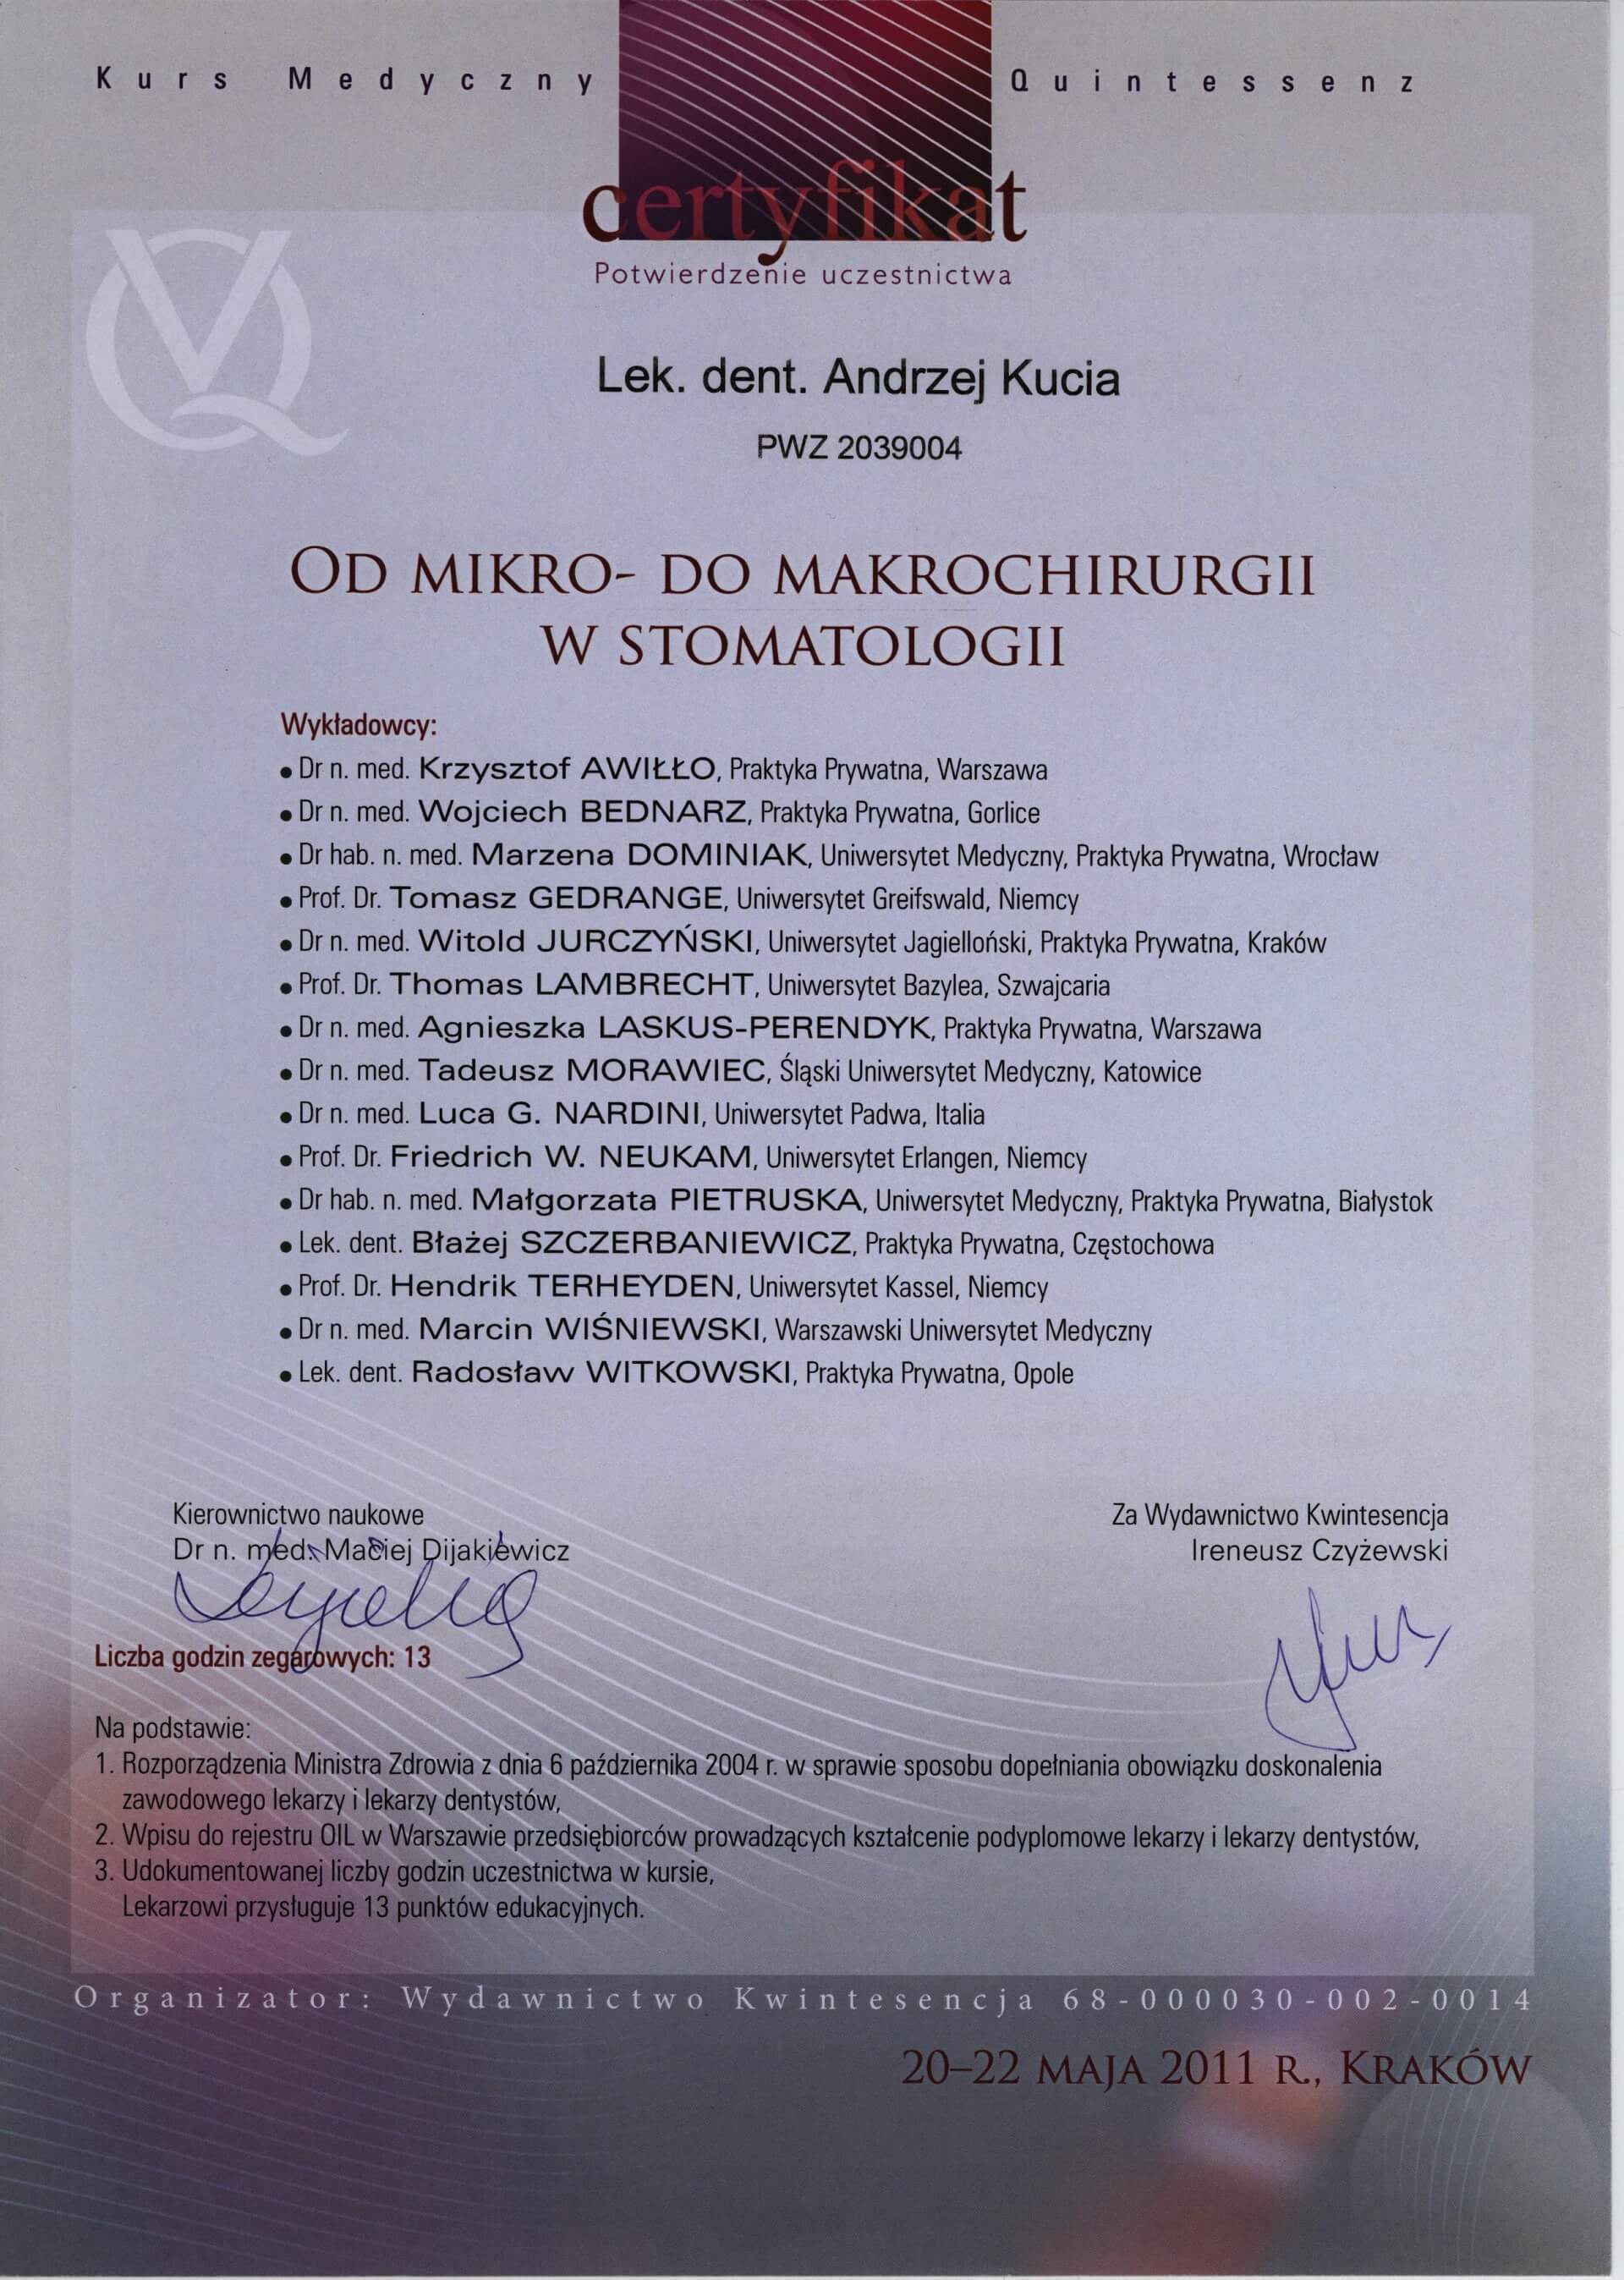 Kurs Medyczny Quintessenz
certyfikat
Potwierdzenie uczestnictwa
Lek. dent. Andrzej Kucia
PWZ 2039004
OD MIKRO- DO MAKROCHIRURGII
W STOMATOLOGII
Wykładowcy:
• Dr n. med. Krzysztof AWIŁŁO, Praktyka Prywatna, Warszawa
• Dr n. med. Wojciech BEDNARZ, Praktyka Prywatna, Gorlice
• Dr hab. n. med. Marzena DOMINIAK, Uniwersytet Medyczny, Praktyka Prywatna, Wrocław
• Prof. Dr. Tomasz GEDRANGE, Uniwersytet Greifswald, Niemcy
• Dr n. med. Witold JURCZYŃSKI, Uniwersytet Jagielloński, Praktyka Prywatna, Kraków
• Prof. Dr. Thomas LAMBRECHT, Uniwersytet Bazylea, Szwajcaria
• Dr n. med. Agnieszka LASKUS-PERENDYK, Praktyka Prywatna, Warszawa
• Dr n. med. Tadeusz MORAWIEC, Śląski Uniwersytet Medyczny, Katowice
• Dr n. med. Luca G. NARDINI, Uniwersytet Padwa, Italia
• Prof. Dr. Friedrich W. NEUKAM, Uniwersytet Erlangen, Niemcy
• Dr hab. n. med. Małgorzata PIETRUSKA, Uniwersytet Medyczny, Praktyka Prywatna, Białystok
• Lek. dent. Błażej SZCZERBANIEWICZ, Praktyka Prywatna, Częstochowa
• Prof. Dr. Hendrik TERHEYDEN, Uniwersytet Kassel, Niemcy
• Dr n. med. Marcin WIŚNIEWSKI, Warszawski Uniwersytet Medyczny
• Lek. dent. Radosław WITKOWSKI, Praktyka Prywatna, Opole
Kierownictwo naukowe
Dr n. med. Maciej Dijakiewicz
Za Wydawnictwo Kwintesencja
Ireneusz Czyżewski
Liczba godzin zegarowych: 13
Na podstawie:
1. Rozporządzenia Ministra Zdrowia z dnia 6 października 2004 r. w sprawie sposobu dopełniania obowiązku doskonalenia
zawodowego lekarzy i lekarzy dentystów,
2. Wpisu do rejestru OIL w Warszawie przedsiębiorców prowadzących kształcenie podyplomowe lekarzy i lekarzy dentystów,
3. Udokumentowanej liczby godzin uczestnictwa w kursie,
Lekarzowi przysługuje 13 punktów edukacyjnych.
Organizator: Wydawnictwo Kwintesencja 68-000030-002-0014
20–22 MAJA 2011 R., KRAKÓW